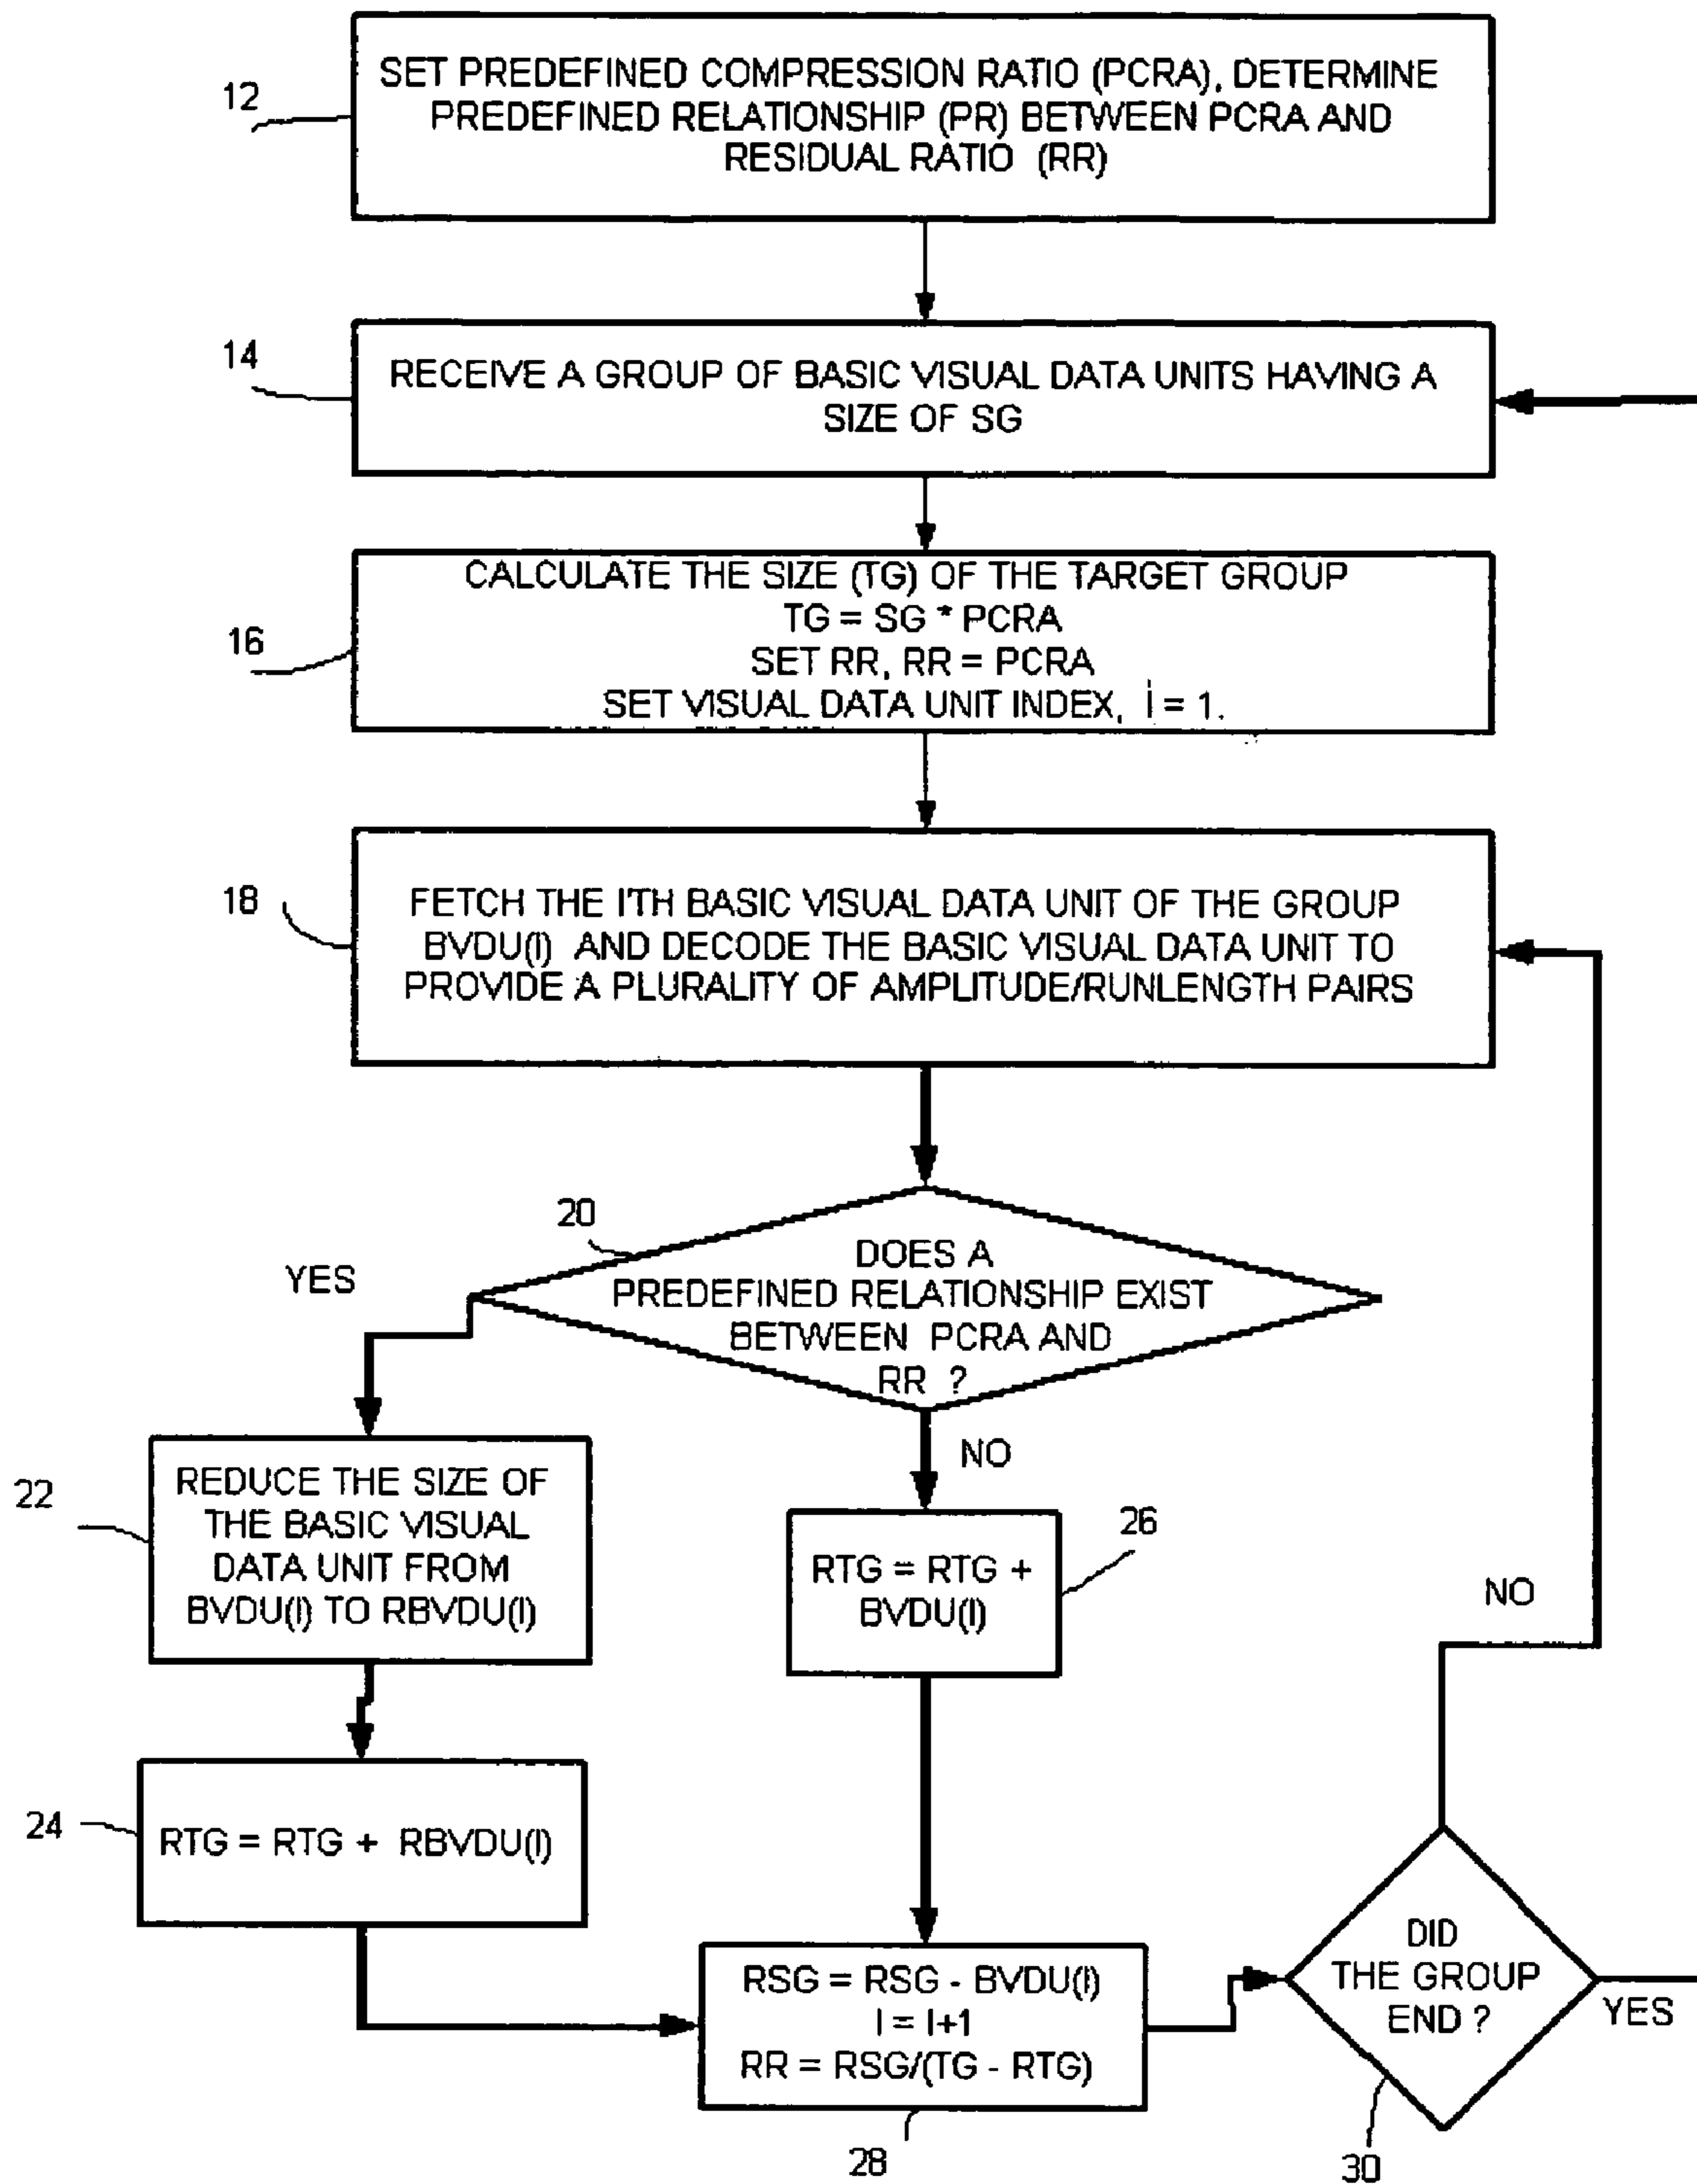 12
SET PREDEFINED COMPRESSION RATIO (PCRA), DETERMINE
PREDEFINED RELATIONSHIP (PR) BETWEEN PCRA AND
RESIDUAL RATIO (RR)
14
RECEIVE A GROUP OF BASIC VISUAL DATA UNITS HAVING A
SIZE OF SG
16
CALCULATE THE SIZE (TG) OF THE TARGET GROUP
TG = SG * PCRA
SET RR, RR = PCRA
SET VISUAL DATA UNIT INDEX, i = 1.
18
FETCH THE I'TH BASIC VISUAL DATA UNIT OF THE GROUP
BVDU(I) AND DECODE THE BASIC VISUAL DATA UNIT TO
PROVIDE A PLURALITY OF AMPLITUDE/RUNLENGTH PAIRS
20
DOES A
PREDEFINED RELATIONSHIP EXIST
BETWEEN PCRA AND
RR ?
YES
NO
22
REDUCE THE SIZE OF
THE BASIC VISUAL
DATA UNIT FROM
BVDU(I) TO RBVDU(I)
26
RTG = RTG +
BVDU(I)
NO
24
RTG = RTG + RBVDU(I)
RSG = RSG - BVDU(I)
I = I+1
RR = RSG/(TG - RTG)
28
DID
THE GROUP
END ?
YES
30